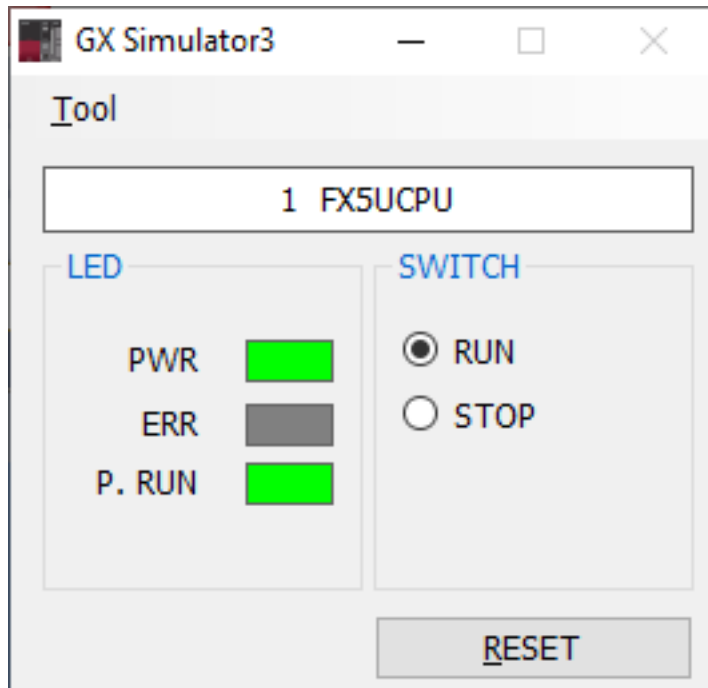 GX Simulator3
Tool
1 FX5UCPU
LED
SWITCH
PWR
RUN
ERR
STOP
P. RUN
RESET